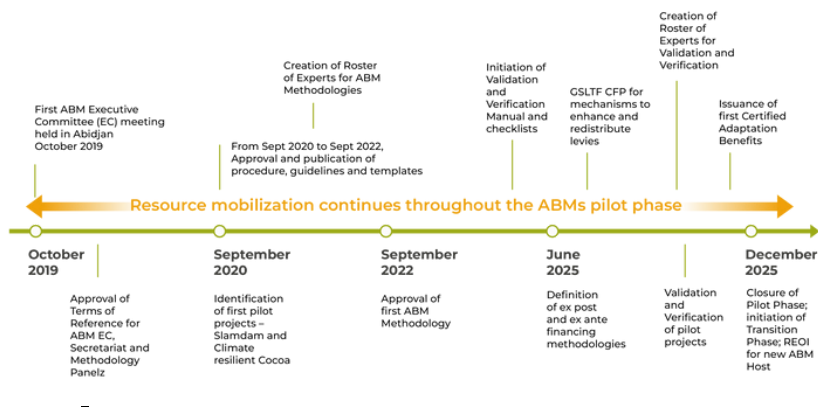 Creation of
Roster of
Experts for
Validation and
Verification
Creation of Roster
of Experts for ABM
Methodologies
Initiation of
Validation
and
Verification
Manual and
checklists
GSLTF CFP for
mechanisms to
enhance and
redistribute
levies
Issuance of
first Certified
Adaptation
Benefits
First ABM Executive
Committee (EC) meeting
held in Abidjan
October 2019
From Sept 2020 to Sept 2022,
Approval and publication of
procedure, guidelines and templates
Resource mobilization continues throughout the ABMs pilot phase
October
2019
September
2020
September
2022
June
2025
December
2025
Approval of
Terms of
Reference for
ABM EC,
Secretariat and
Methodology
Panelz
Identification
of first pilot
projects –
Slamdam and
Climate
resilient Cocoa
Approval of
first ABM
Methodology
Definition
of ex post
and ex ante
financing
methodologies
Validation
and
Verification
of pilot
projects
Closure of
Pilot Phase;
initiation of
Transition
Phase; REOI
for new ABM
Host